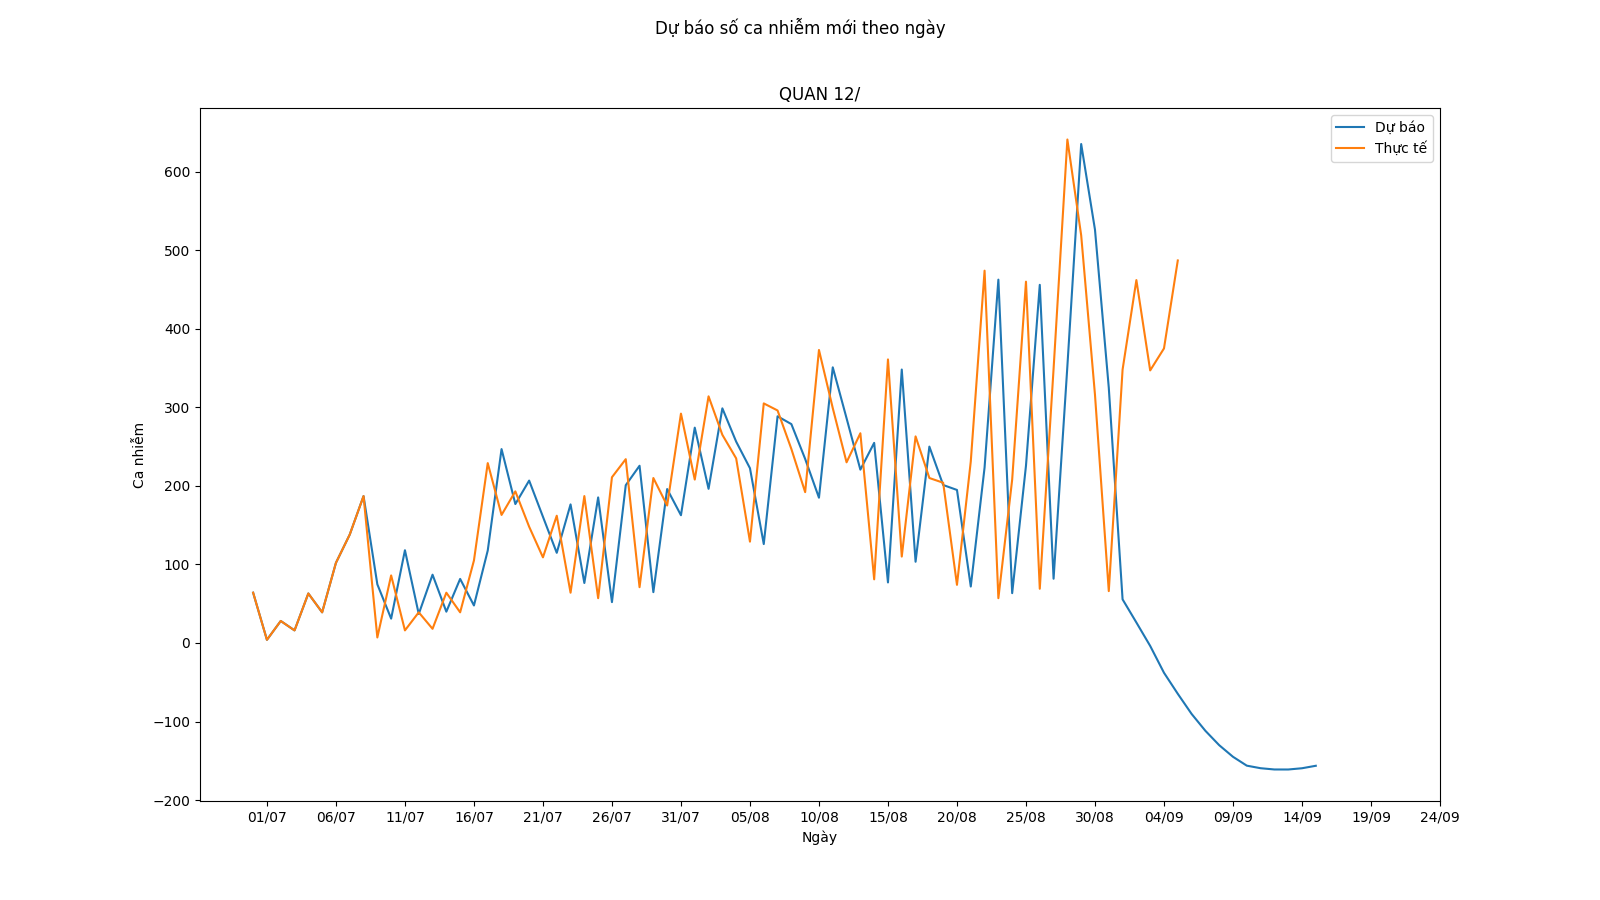 Dự báo số ca nhiễm mới theo ngày
QUAN 12/
Dự báo
Thực tế
600
500
400
300
200
100
0
−100
−200
Ca nhiễm
01/07 06/07 11/07 16/07 21/07 26/07 31/07 05/08 10/08 15/08 20/08 25/08 30/08 04/09 09/09 14/09 19/09 24/09
Ngày